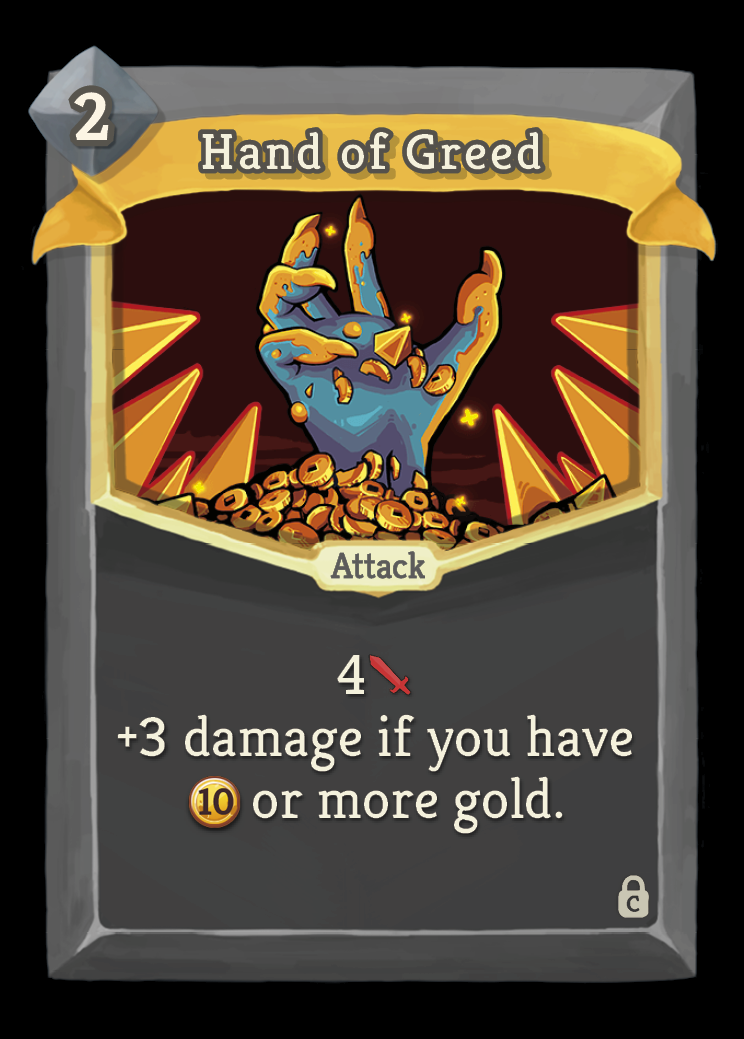 2
Hand of Greed
Attack
4
+3 damage if you have
10 or more gold.
C